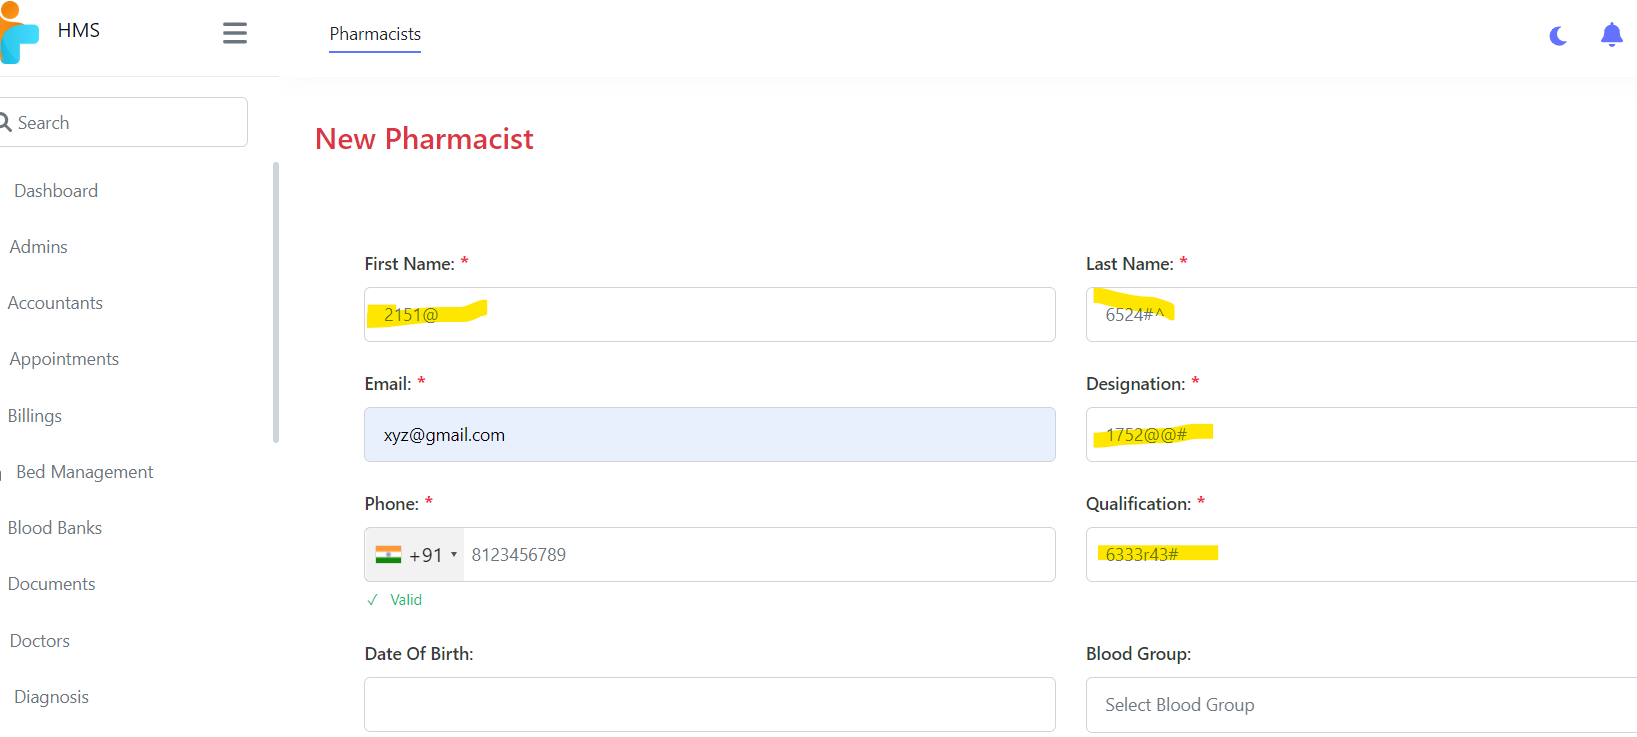 HMS
Pharmacists
Search
New Pharmacist
Dashboard
Admins
Accountants
Appointments
Billings
Bed Management
Blood Banks
Documents
Doctors
Diagnosis
First Name: *
2151@
Last Name: *
6524#^
Email: *
xyz@gmail.com
Designation: *
1752@@#
Phone: *
+91 8123456789
✓ Valid
Qualification: *
6333r43#
Date Of Birth:
Blood Group:
Select Blood Group